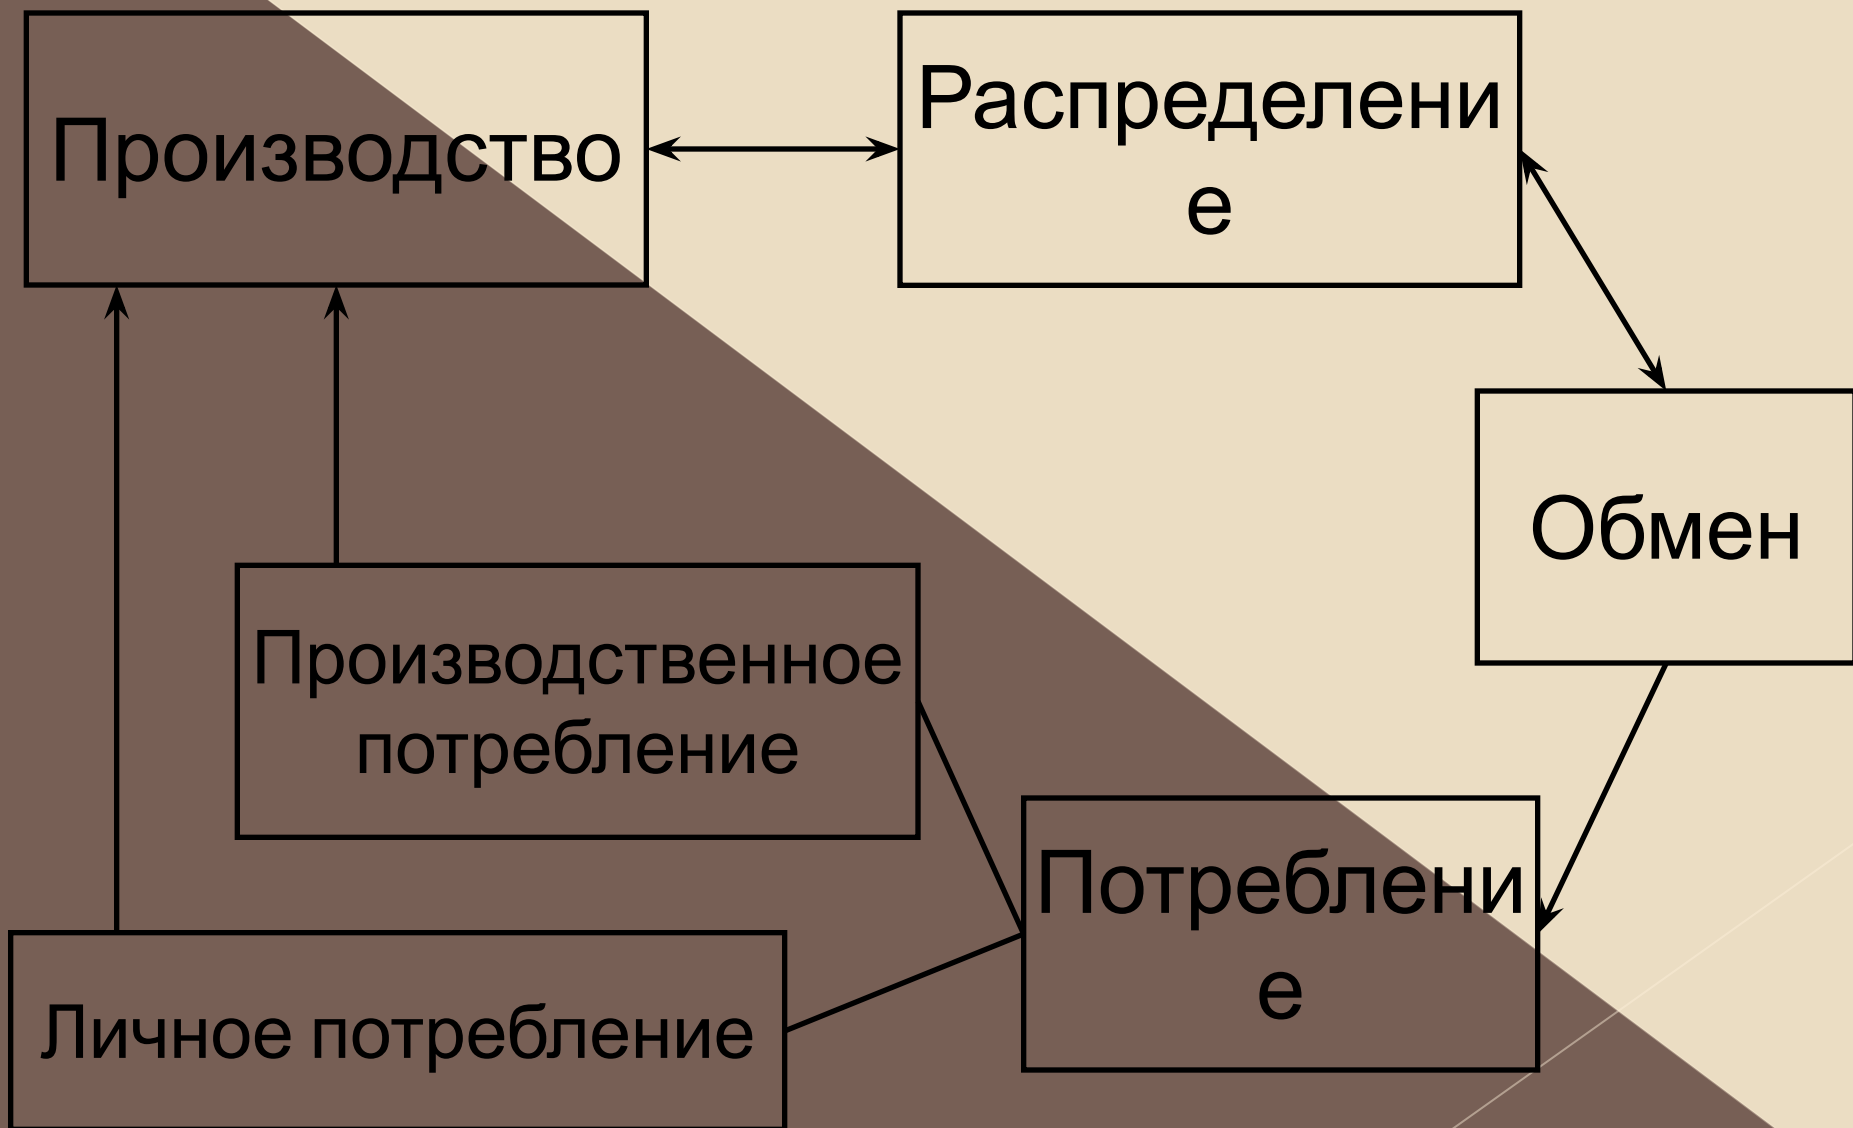 Производство
Распределени
е
Обмен
Производственное
потребление
Потреблени
е
Личное потребление